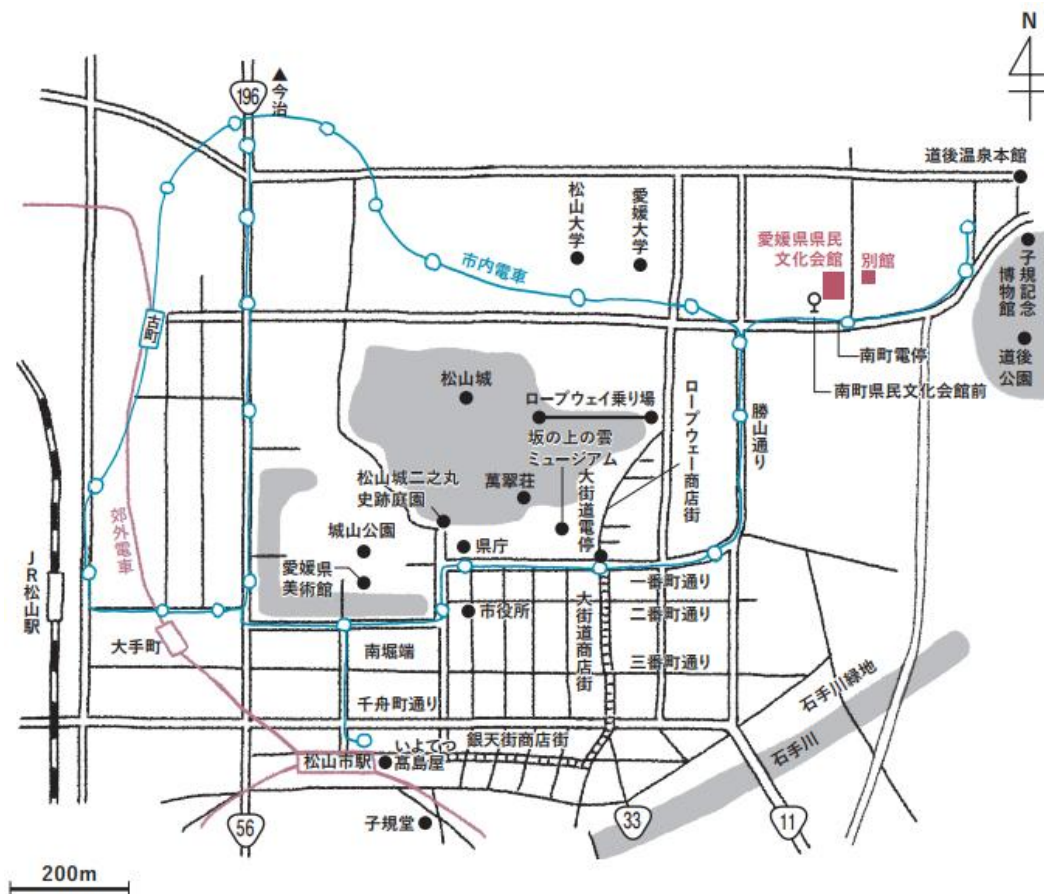 N
196
▲今治
道後温泉本館
松山大学
愛媛大学
愛媛県県民
文化会館
別館
市内電車
子規記念
博物館
古町
道後
公園
南町電停
南町県民文化会館前
松山城
ロープウェイ乗り場
坂の上の雲
ミュージアム
ロープウェー商店街
勝山通り
松山城二之丸
史跡庭園
萬翠荘
大街道電停
郊外電車
城山公園
県庁
JR松山駅
愛媛県
美術館
一番町通り
市役所
二番町通り
大街道商店街
大手町
南堀端
三番町通り
石手川緑地
千舟町通り
石手川
銀天街商店街
松山市駅
いよてつ
髙島屋
子規堂
56
33
11
200m